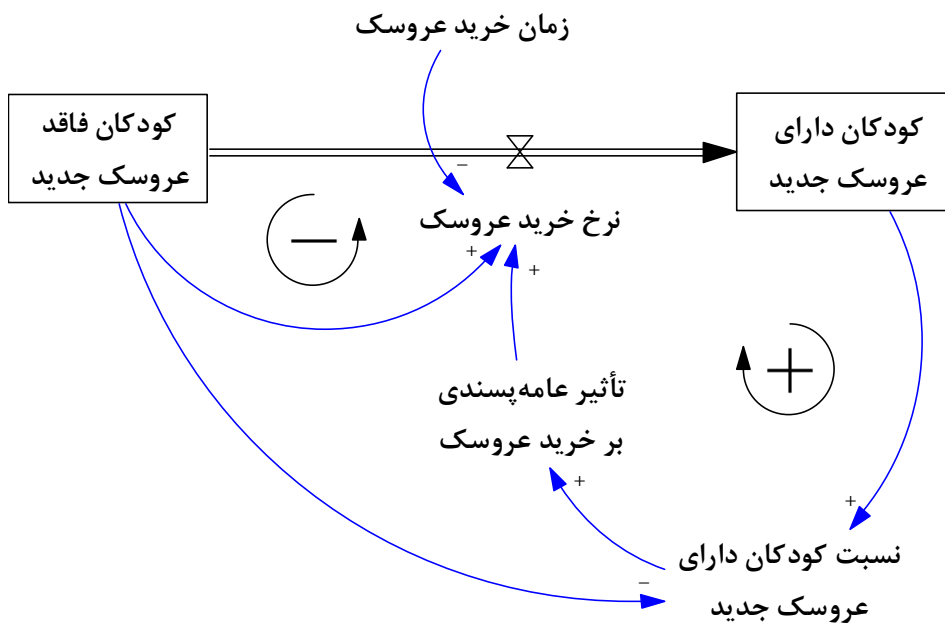 زمان خرید عروسک
کودکان دارای
عروسک جدید
کودکان فاقد
عروسک جدید
−
نرخ خرید عروسک
+
+
−
+
تأثیر عامه‌پسندی
بر خرید عروسک
+
+
نسبت کودکان دارای
عروسک جدید
−